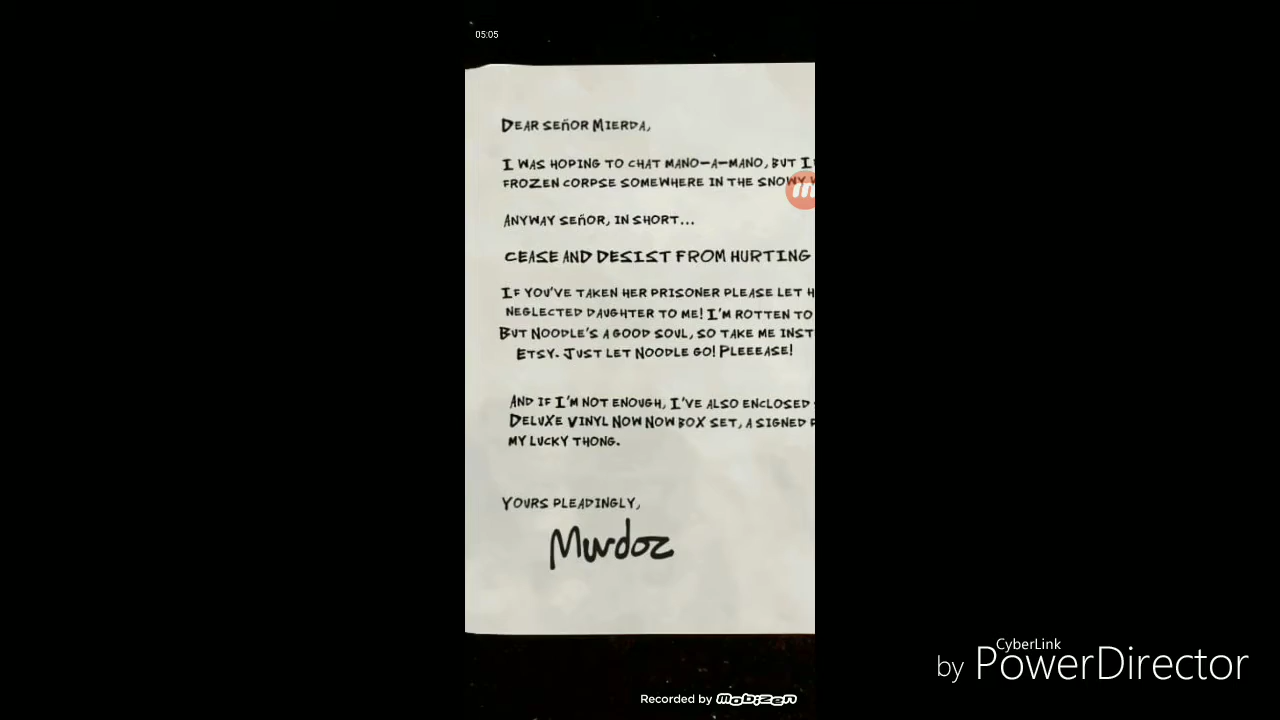 05:05
DEAR SEÑOR MIERDA,
I WAS HOPING TO CHAT MANO-A-MANO, BUT I
FROZEN CORPSE SOMEWHERE IN THE SNOWY
ANYWAY SEÑOR, IN SHORT...
CEASE AND DESIST FROM HURTING
IF YOU'VE TAKEN HER PRISONER PLEASE LET
NEGLECTED DAUGHTER TO ME! I'M ROTTEN TO
BUT NOODLE'S A GOOD SOUL, SO TAKE ME
ETSY. JUST LET NOODLE GO! PLEEEASE!
AND IF I'M NOT ENOUGH, I'VE ALSO ENCLOSED
DELUXE VINYL NOW NOW BOX SET, A SIGNED
MY LUCKY THONG.
YOURS PLEADINGLY,
Murdoc
CyberLink
by PowerDirector
Recorded by mobizen